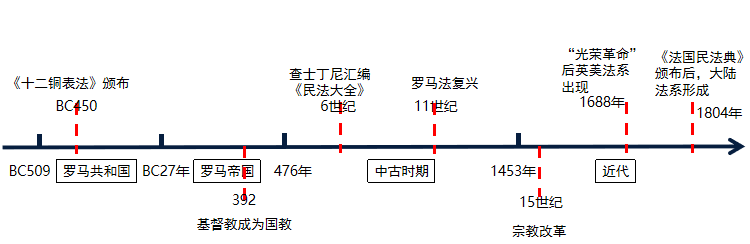 《十二铜表法》颁布
BC450
查士丁尼汇编
《民法大全》
6世纪
罗马法复兴
11世纪
“光荣革命”
后英美法系
出现
1688年
《法国民法典》
颁布后，大陆
法系形成
1804年
BC509
罗马共和国
BC27年
罗马帝国
476年
中古时期
1453年
近代
392
基督教成为国教
15世纪
宗教改革